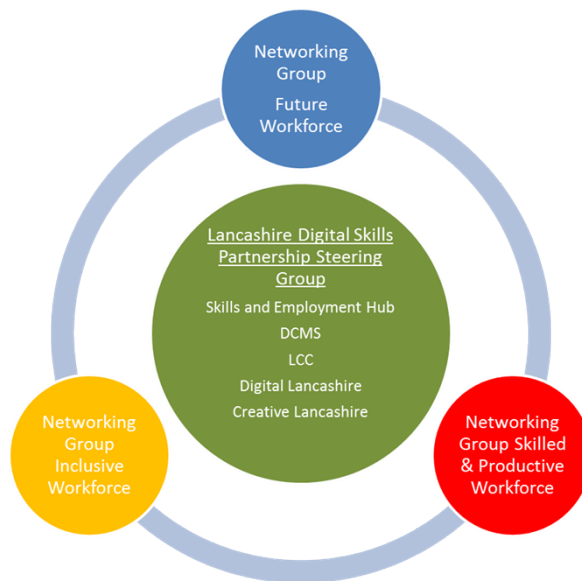 Networking
Group
Future
Workforce
Lancashire Digital Skills
Partnership Steering
Group
Skills and Employment Hub
DCMS
LCC
Digital Lancashire
Creative Lancashire
Networking
Group
Inclusive
Workforce
Networking
Group Skilled
& Productive
Workforce